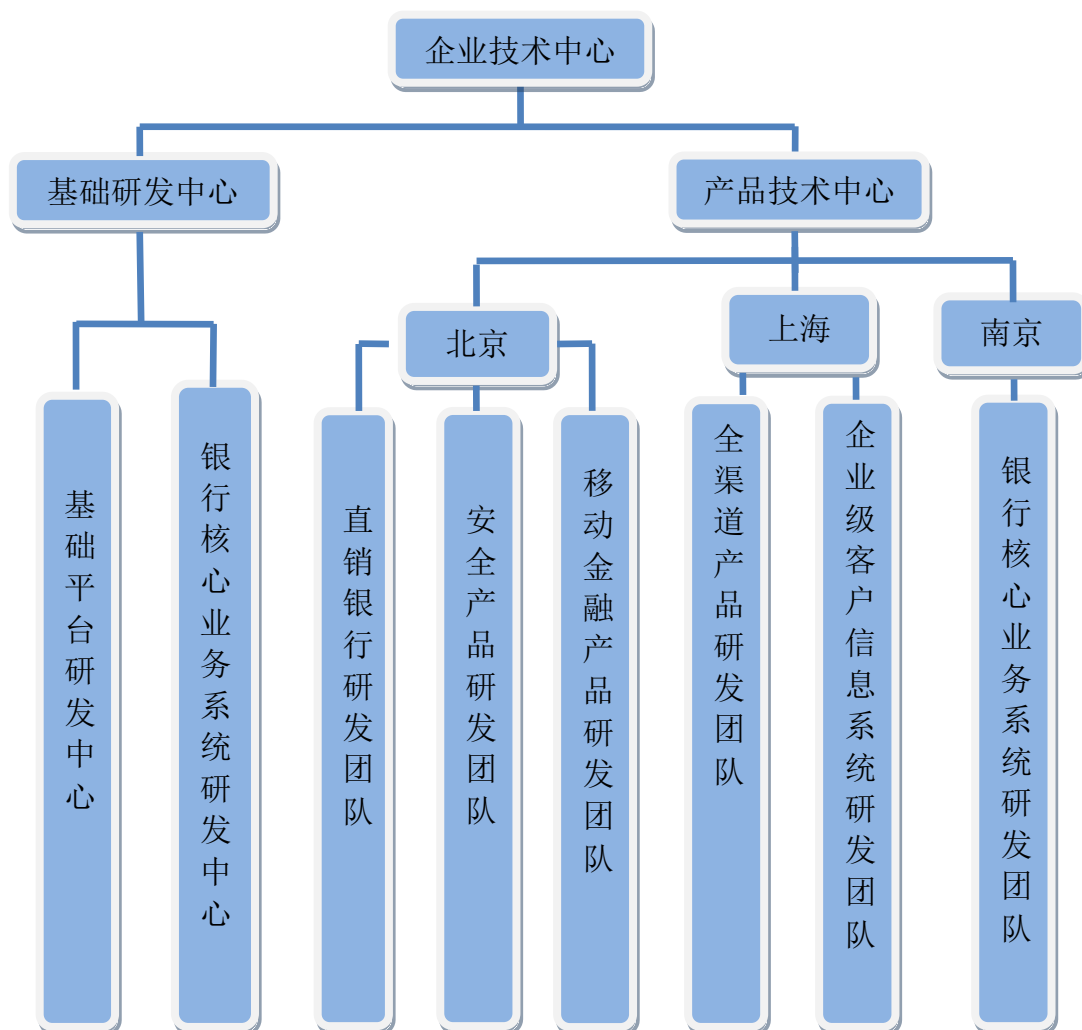 企业技术中心
基础研发中心
产品技术中心
北京
上海
南京
基础平台研发中心
银行核心业务系统研发中心
直销银行研发团队
安全产品研发团队
移动金融产品研发团队
全渠道产品研发团队
企业级客户信息系统研发团队
银行核心业务系统研发团队